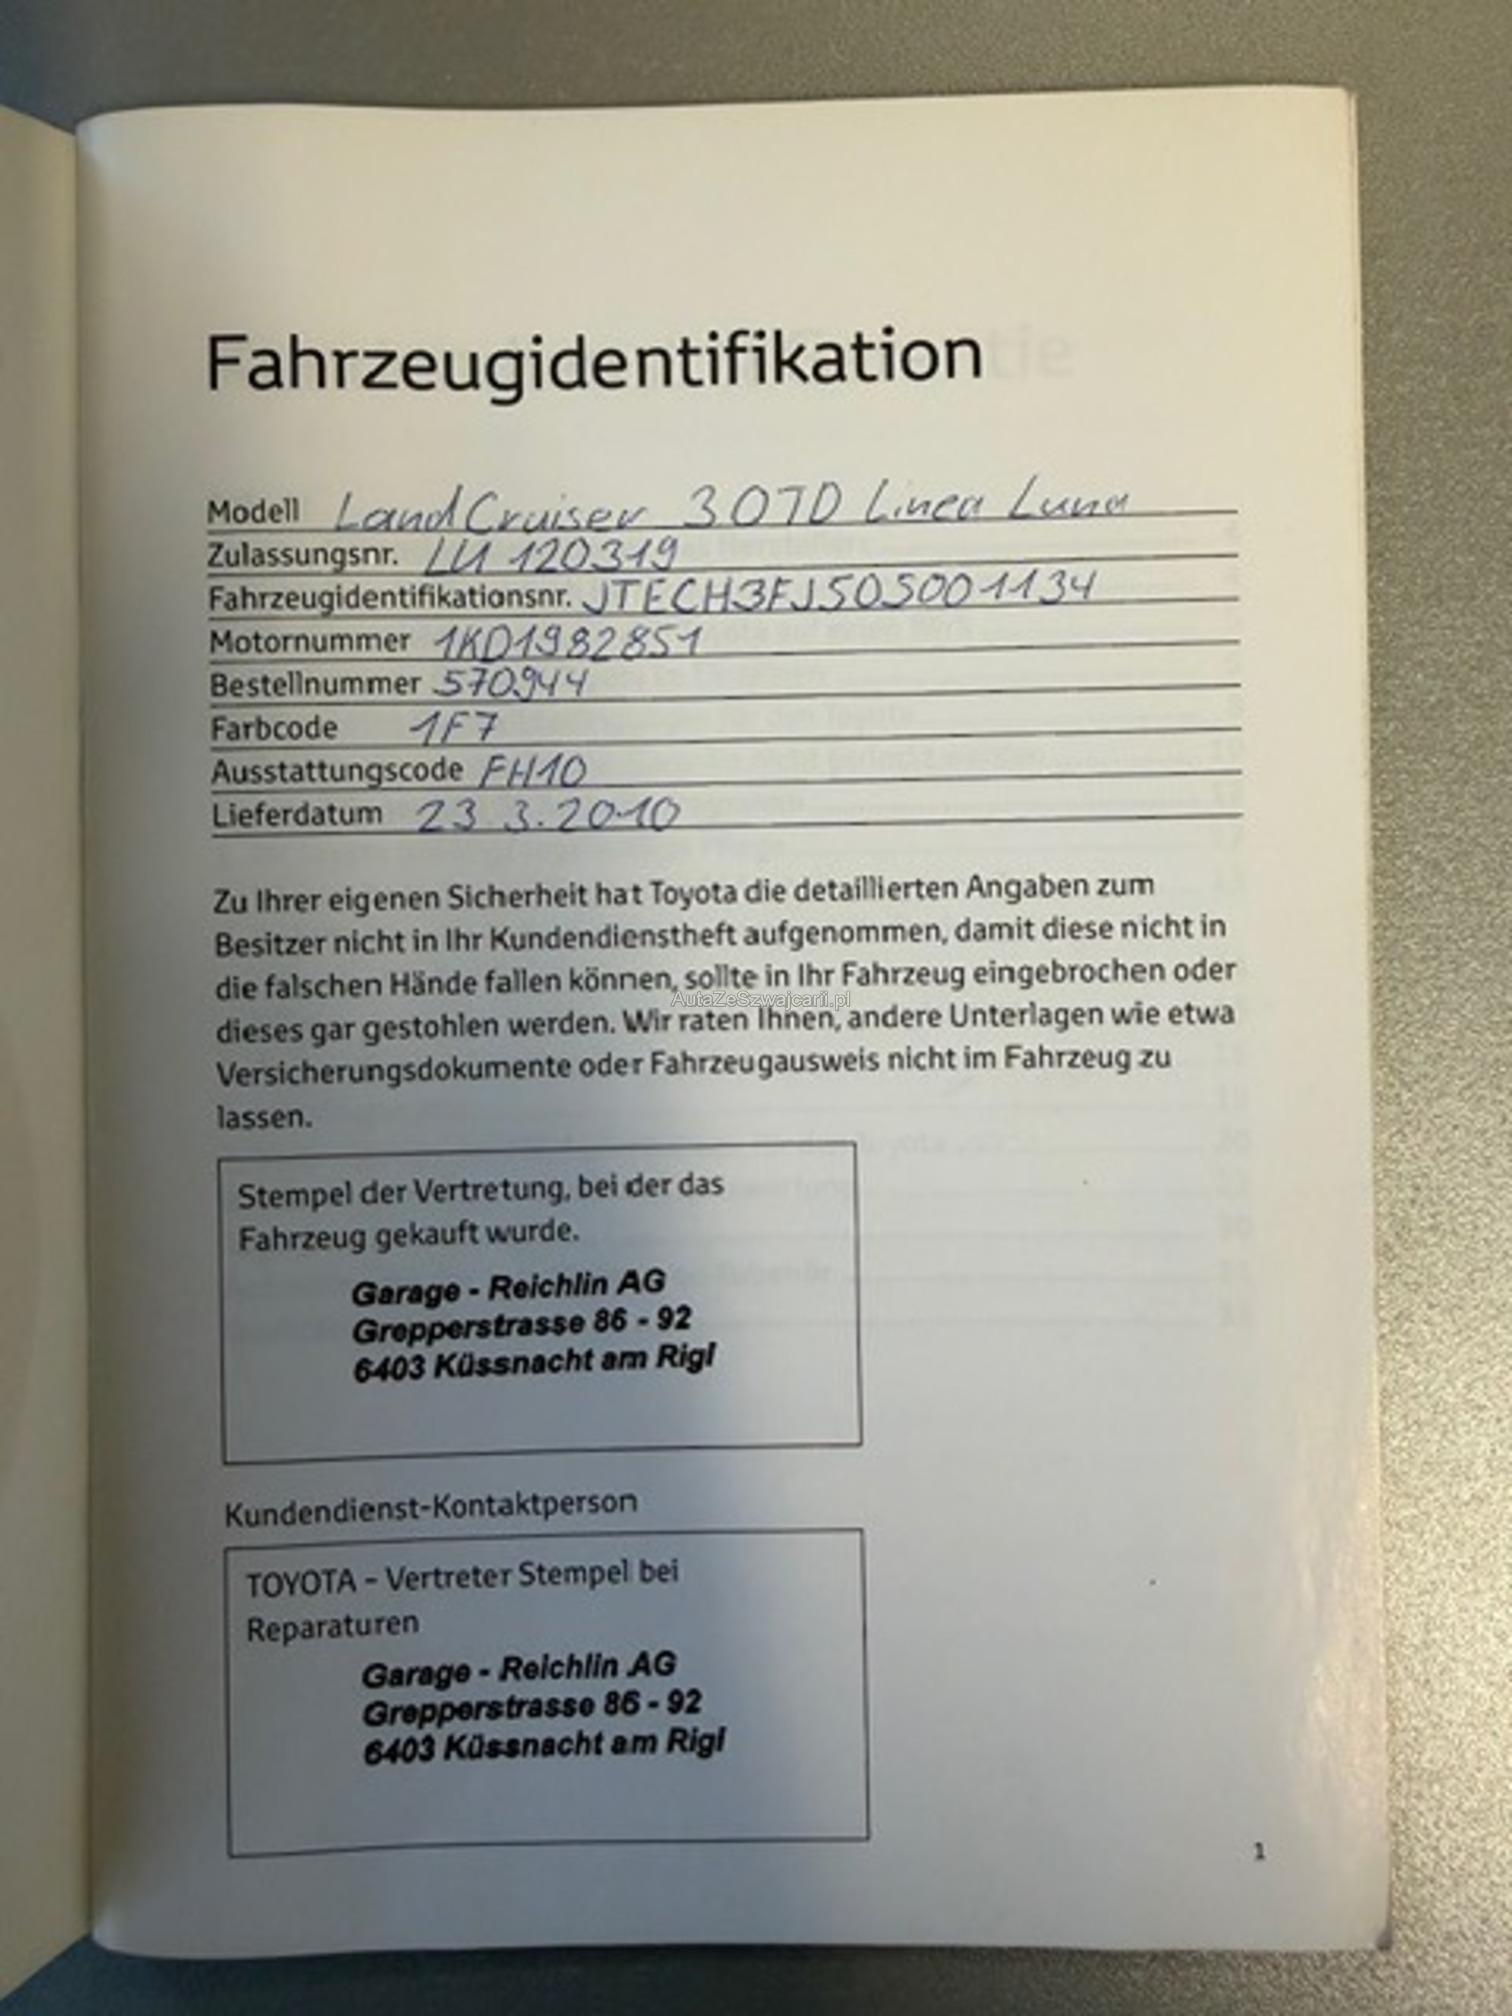 Fahrzeugidentifikation
Modell LandCruiser 3 0TD Linea Luna
Zulassungsnr. LU 120319
Fahrzeugidentifikationsnr. JTECH3FJ505001134
Motornummer 1KD1982851
Bestellnummer 570944
Farbcode 1F7
Ausstattungscode FH10
Lieferdatum 23 3.2010
Zu Ihrer eigenen Sicherheit hat Toyota die detaillierten Angaben zum
Besitzer nicht in Ihr Kundendienstheft aufgenommen, damit diese nicht in
die falschen Hände fallen können, sollte in Ihr Fahrzeug eingebrochen oder
AutaZeSzwajcarii.pl
dieses gar gestohlen werden. Wir raten Ihnen, andere Unterlagen wie etwa
Versicherungsdokumente oder Fahrzeugausweis nicht im Fahrzeug zu
lassen.
Stempel der Vertretung, bei der das
Fahrzeug gekauft wurde.
Garage - Reichlin AG
Grepperstrasse 86 - 92
6403 Küssnacht am Rigi
Kundendienst-Kontaktperson
TOYOTA - Vertreter Stempel bei
Reparaturen
Garage - Reichlin AG
Grepperstrasse 86 - 92
6403 Küssnacht am Rigi
1